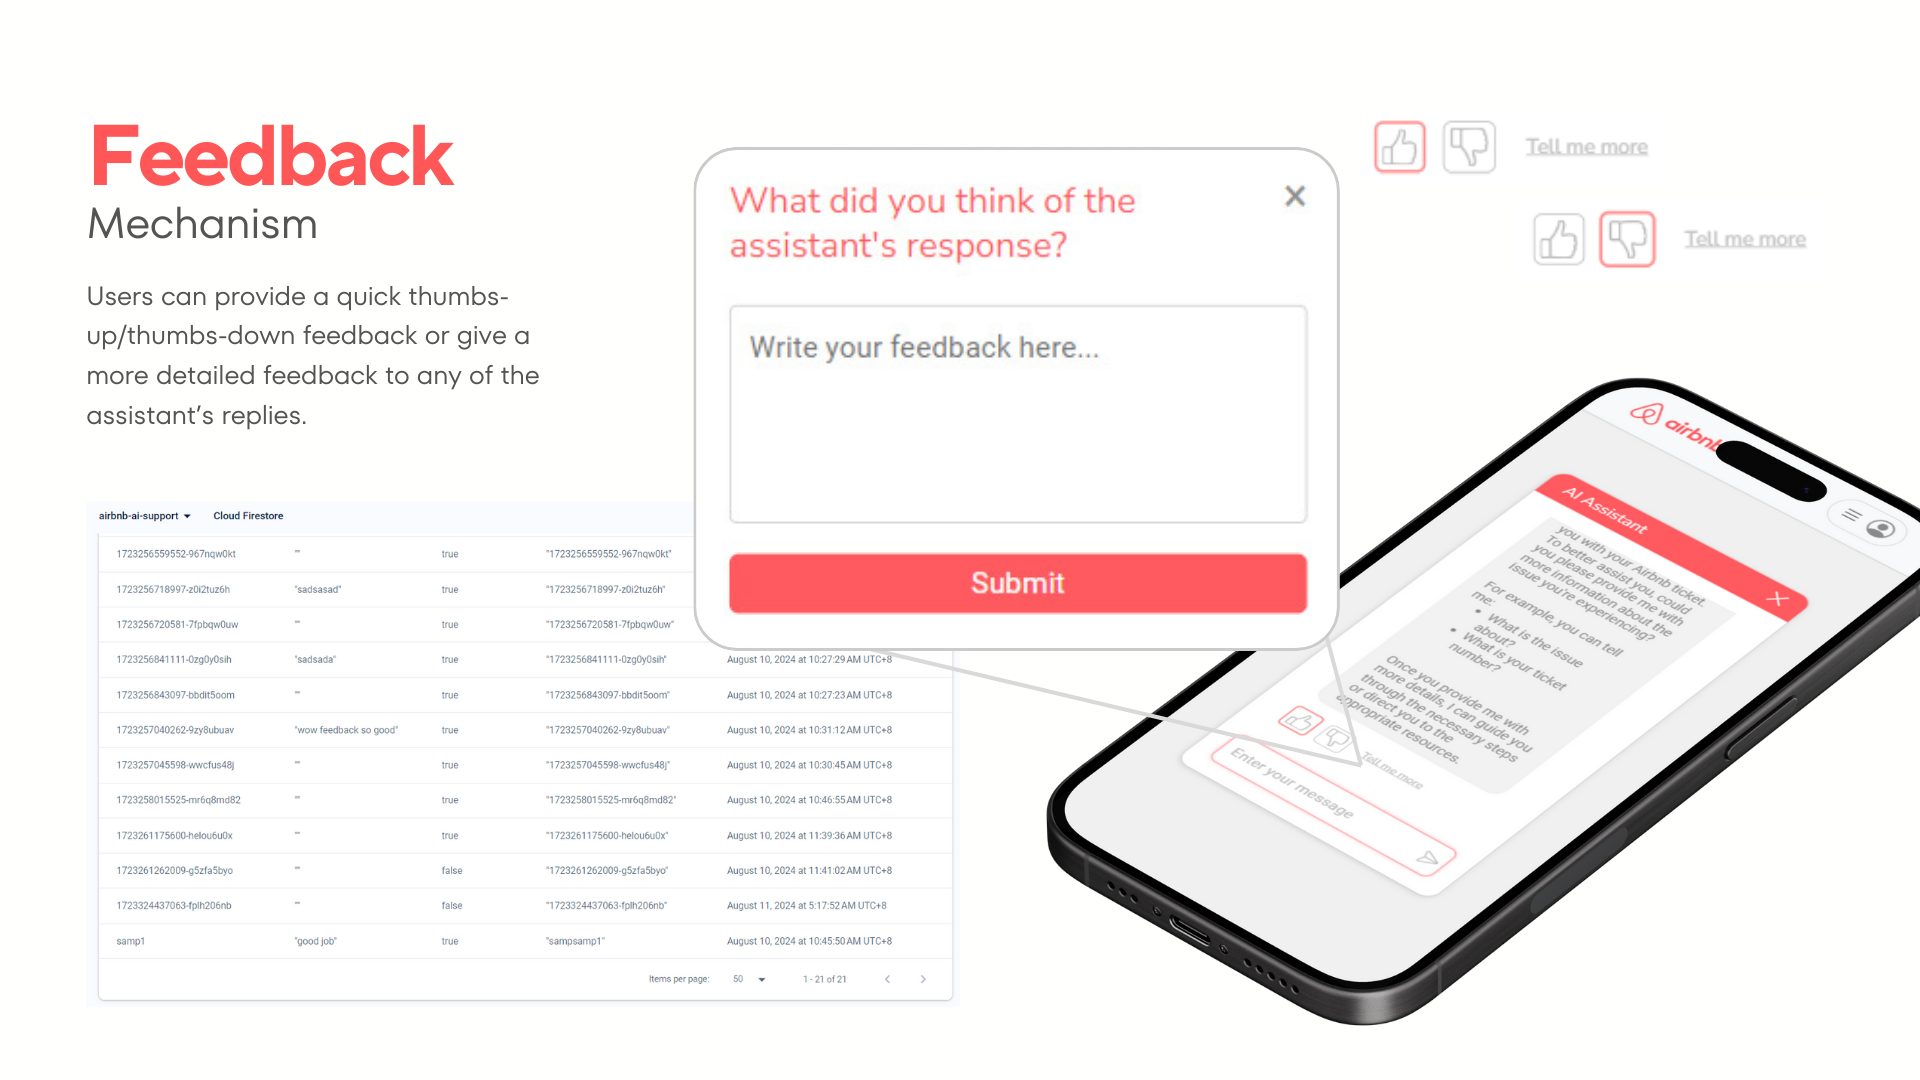 Feedback
Mechanism
Users can provide a quick thumbs-
up/thumbs-down feedback or give a
more detailed feedback to any of the
assistant’s replies.
airbnb-ai-support Cloud Firestore
1723256559552-967nqw0kt "" true "1723256559552-967nqw0kt"
1723256718997-z0i2tuz6h "sadsasad" true "1723256718997-z0i2tuz6h"
1723256720581-7fpbqw0uw "" true "1723256720581-7fpbqw0uw"
1723256841111-0zg0y0sih "sadsada" true "1723256841111-0zg0y0sih" August 10, 2024 at 10:27:29 AM UTC+8
1723256843097-bbdit5oom "" true "1723256843097-bbdit5oom" August 10, 2024 at 10:27:23 AM UTC+8
1723257040262-9zy8ubuav "wow feedback so good" true "1723257040262-9zy8ubuav" August 10, 2024 at 10:31:12 AM UTC+8
1723257045598-wwcfus48j "" true "1723257045598-wwcfus48j" August 10, 2024 at 10:30:45 AM UTC+8
1723258015525-mr6q8md82 "" true "1723258015525-mr6q8md82" August 10, 2024 at 10:46:55 AM UTC+8
1723261175600-helou6u0x "" true "1723261175600-helou6u0x" August 10, 2024 at 11:39:36 AM UTC+8
1723261262009-g5zfa5byo "" false "1723261262009-g5zfa5byo" August 10, 2024 at 11:41:02 AM UTC+8
1723324437063-fplh206nb "" false "1723324437063-fplh206nb" August 11, 2024 at 5:17:52 AM UTC+8
samp1 "good job" true "sampsamp1" August 10, 2024 at 10:45:50 AM UTC+8
Items per page: 50 1 - 21 of 21
What did you think of the
assistant's response?
Write your feedback here...
Submit
Tell me more
Tell me more
airbnb
AI Assistant
you with your Airbnb ticket.
To better assist you, could
you please provide me with
more information about the
issue you're experiencing?
For example, you can tell
me:
• What is the issue
about?
• What is your ticket
number?
Once you provide me with
more details, I can guide you
through the necessary steps
or direct you to the
appropriate resources.
Tell me more
Enter your message